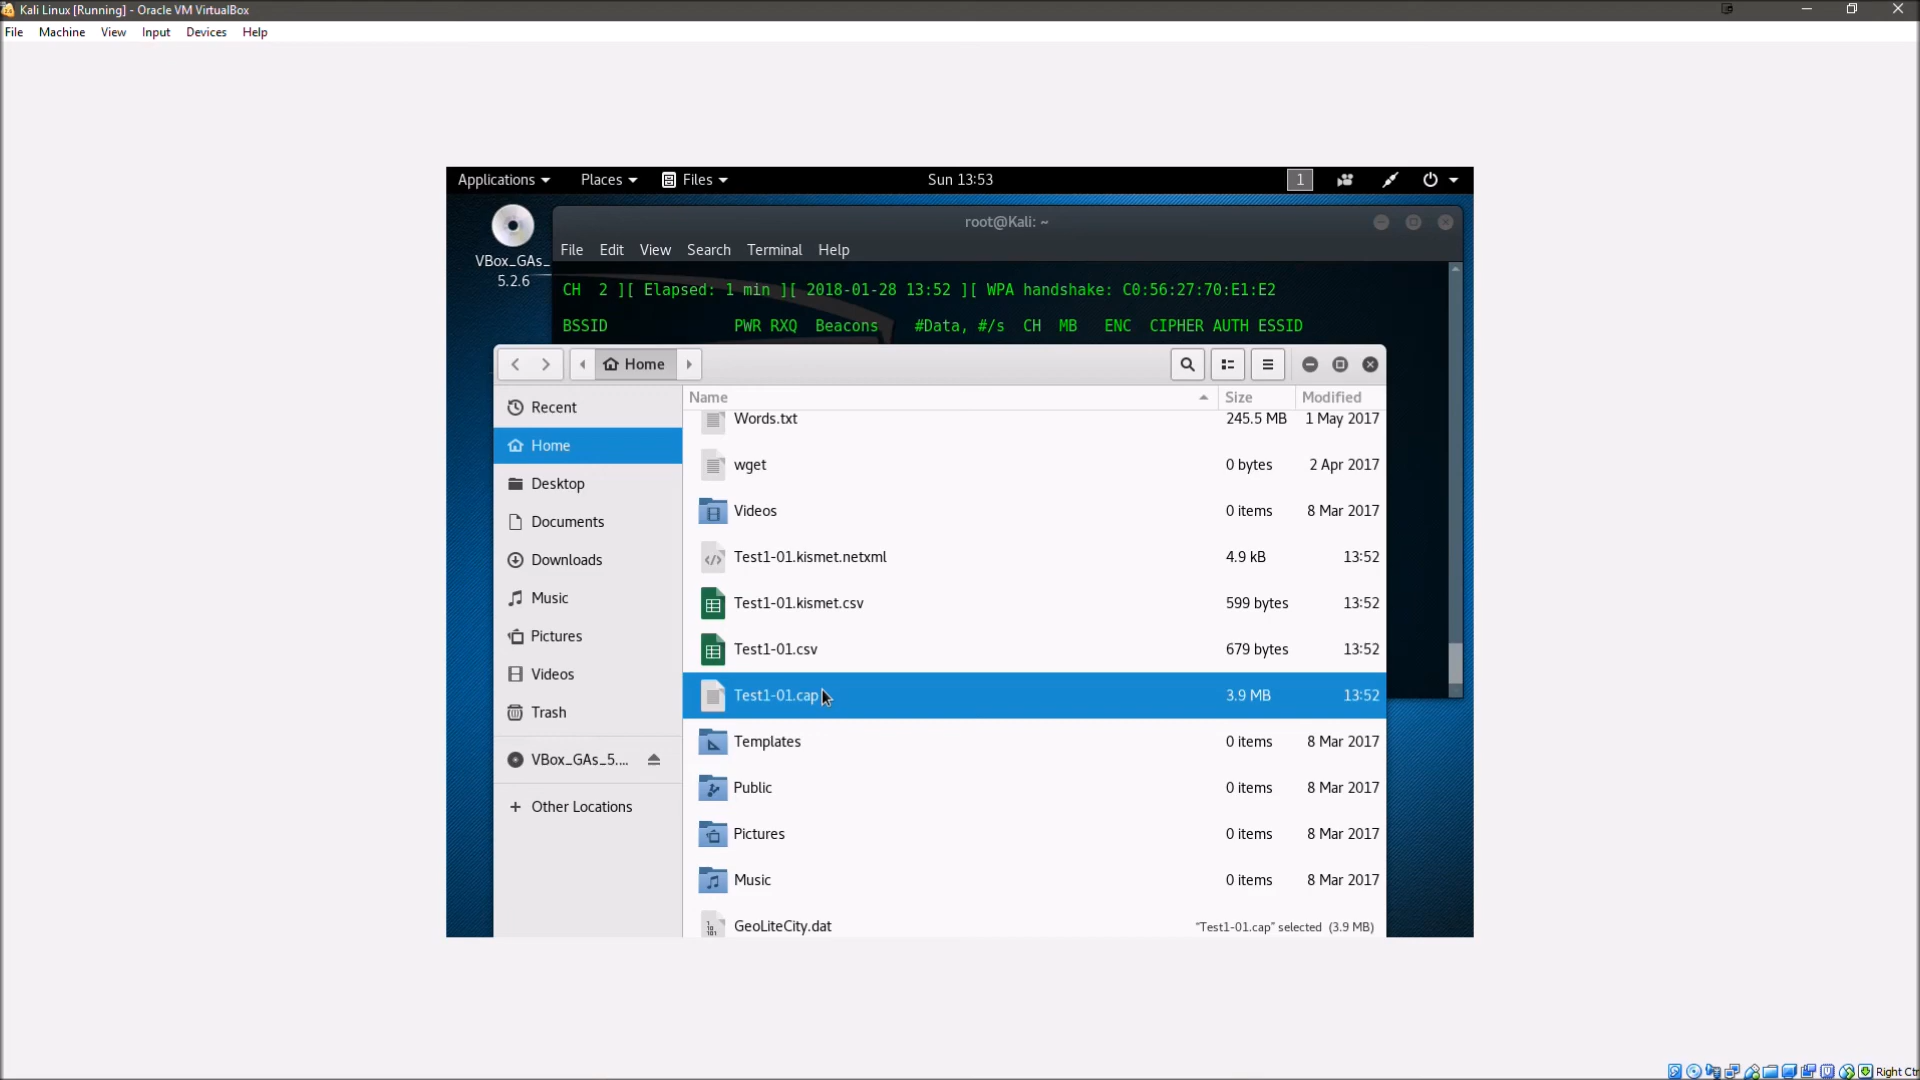 Kali Linux [Running] - Oracle VM VirtualBox
File Machine View Input Devices Help
Applications Places Files Sun 13:53 1
VBox_GAs_
5.2.6
root@Kali: ~
File Edit View Search Terminal Help
CH 2 ][ Elapsed: 1 min ][ 2018-01-28 13:52 ][ WPA handshake: C0:56:27:70:E1:E2
BSSID PWR RXQ Beacons #Data, #/s CH MB ENC CIPHER AUTH ESSID
Home
Name Size Modified
Recent
Home
Desktop
Documents
Downloads
Music
Pictures
Videos
Trash
VBox_GAs_5....
+ Other Locations
Words.txt 245.5 MB 1 May 2017
wget 0 bytes 2 Apr 2017
Videos 0 items 8 Mar 2017
Test1-01.kismet.netxml 4.9 kB 13:52
Test1-01.kismet.csv 599 bytes 13:52
Test1-01.csv 679 bytes 13:52
Test1-01.cap 3.9 MB 13:52
Templates 0 items 8 Mar 2017
Public 0 items 8 Mar 2017
Pictures 0 items 8 Mar 2017
Music 0 items 8 Mar 2017
GeoLiteCity.dat
"Test1-01.cap" selected (3.9 MB)
Right Ctr